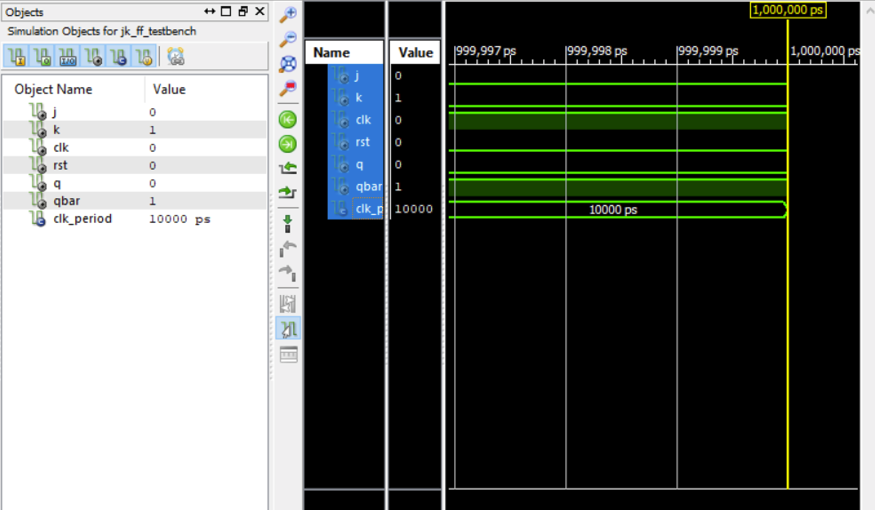 Objects
Simulation Objects for jk_ff_testbench
Object Name Value
j 0
k 1
clk 0
rst 0
q 0
qbar 1
clk_period 10000 ps
1,000,000 ps
Name Value
999,997 ps 999,998 ps 999,999 ps 1,000,000 ps
j 0
k 1
clk 0
rst 0
q 0
qbar 1
clk_p 10000 10000 ps